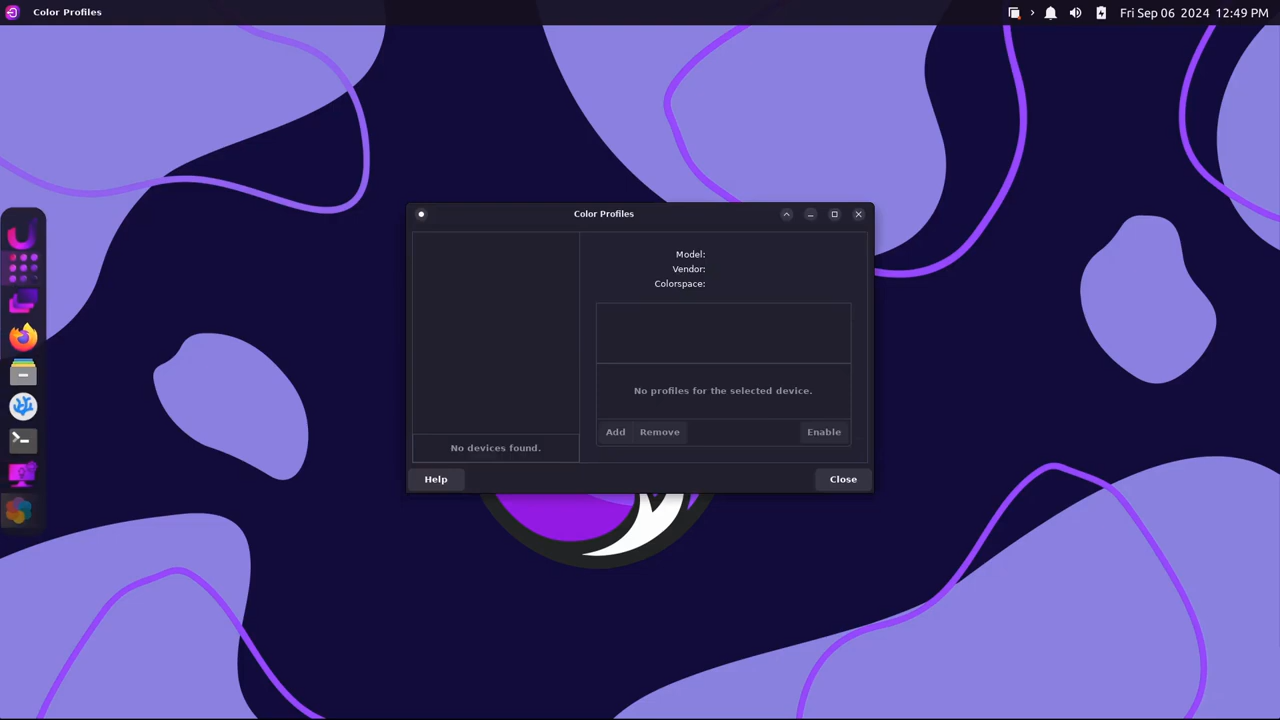 Color Profiles
Fri Sep 06 2024 12:49 PM
Color Profiles
Model:
Vendor:
Colorspace:
No profiles for the selected device.
Add Remove Enable
No devices found.
Help Close